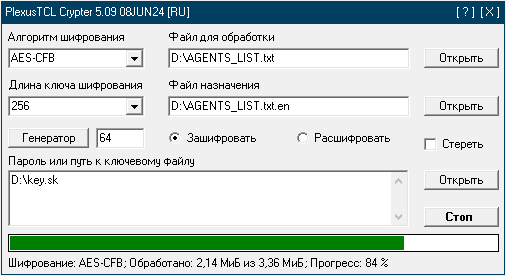 PlexusTCL Crypter 5.09 08JUN24 [RU] [ ? ] [ X ]
Алгоритм шифрования
AES-CFB
Файл для обработки
D:\AGENTS_LIST.txt
Открыть
Длина ключа шифрования
256
Файл назначения
D:\AGENTS_LIST.txt.en
Открыть
Генератор
64
Зашифровать
Расшифровать
Стереть
Пароль или путь к ключевому файлу
D:\key.sk
Открыть
Стоп
Шифрование: AES-CFB; Обработано: 2,14 МиБ из 3,36 МиБ; Прогресс: 84 %